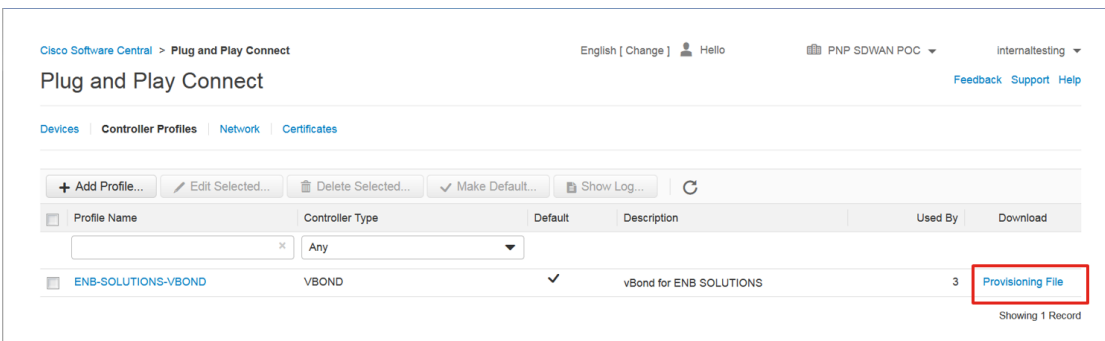 Cisco Software Central > Plug and Play Connect English [ Change ] Hello PNP SDWAN POC internaltesting
Plug and Play Connect Feedback Support Help
Devices Controller Profiles Network Certificates
+ Add Profile... Edit Selected... Delete Selected... Make Default... Show Log...
Profile Name Controller Type Default Description Used By Download
× Any
ENB-SOLUTIONS-VBOND VBOND vBond for ENB SOLUTIONS 3 Provisioning File
Showing 1 Record